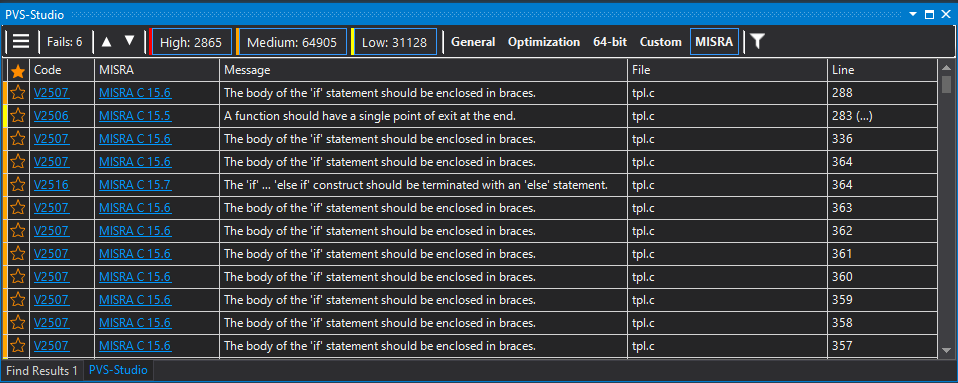 PVS-Studio
Fails: 6 High: 2865 Medium: 64905 Low: 31128 General Optimization 64-bit Custom MISRA
Code MISRA Message File Line
V2507 MISRA C 15.6 The body of the 'if' statement should be enclosed in braces. tpl.c 288
V2506 MISRA C 15.5 A function should have a single point of exit at the end. tpl.c 283 (...)
V2507 MISRA C 15.6 The body of the 'if' statement should be enclosed in braces. tpl.c 336
V2507 MISRA C 15.6 The body of the 'if' statement should be enclosed in braces. tpl.c 364
V2516 MISRA C 15.7 The 'if' ... 'else if' construct should be terminated with an 'else' statement. tpl.c 364
V2507 MISRA C 15.6 The body of the 'if' statement should be enclosed in braces. tpl.c 363
V2507 MISRA C 15.6 The body of the 'if' statement should be enclosed in braces. tpl.c 362
V2507 MISRA C 15.6 The body of the 'if' statement should be enclosed in braces. tpl.c 361
V2507 MISRA C 15.6 The body of the 'if' statement should be enclosed in braces. tpl.c 360
V2507 MISRA C 15.6 The body of the 'if' statement should be enclosed in braces. tpl.c 359
V2507 MISRA C 15.6 The body of the 'if' statement should be enclosed in braces. tpl.c 358
V2507 MISRA C 15.6 The body of the 'if' statement should be enclosed in braces. tpl.c 357
Find Results 1 PVS-Studio